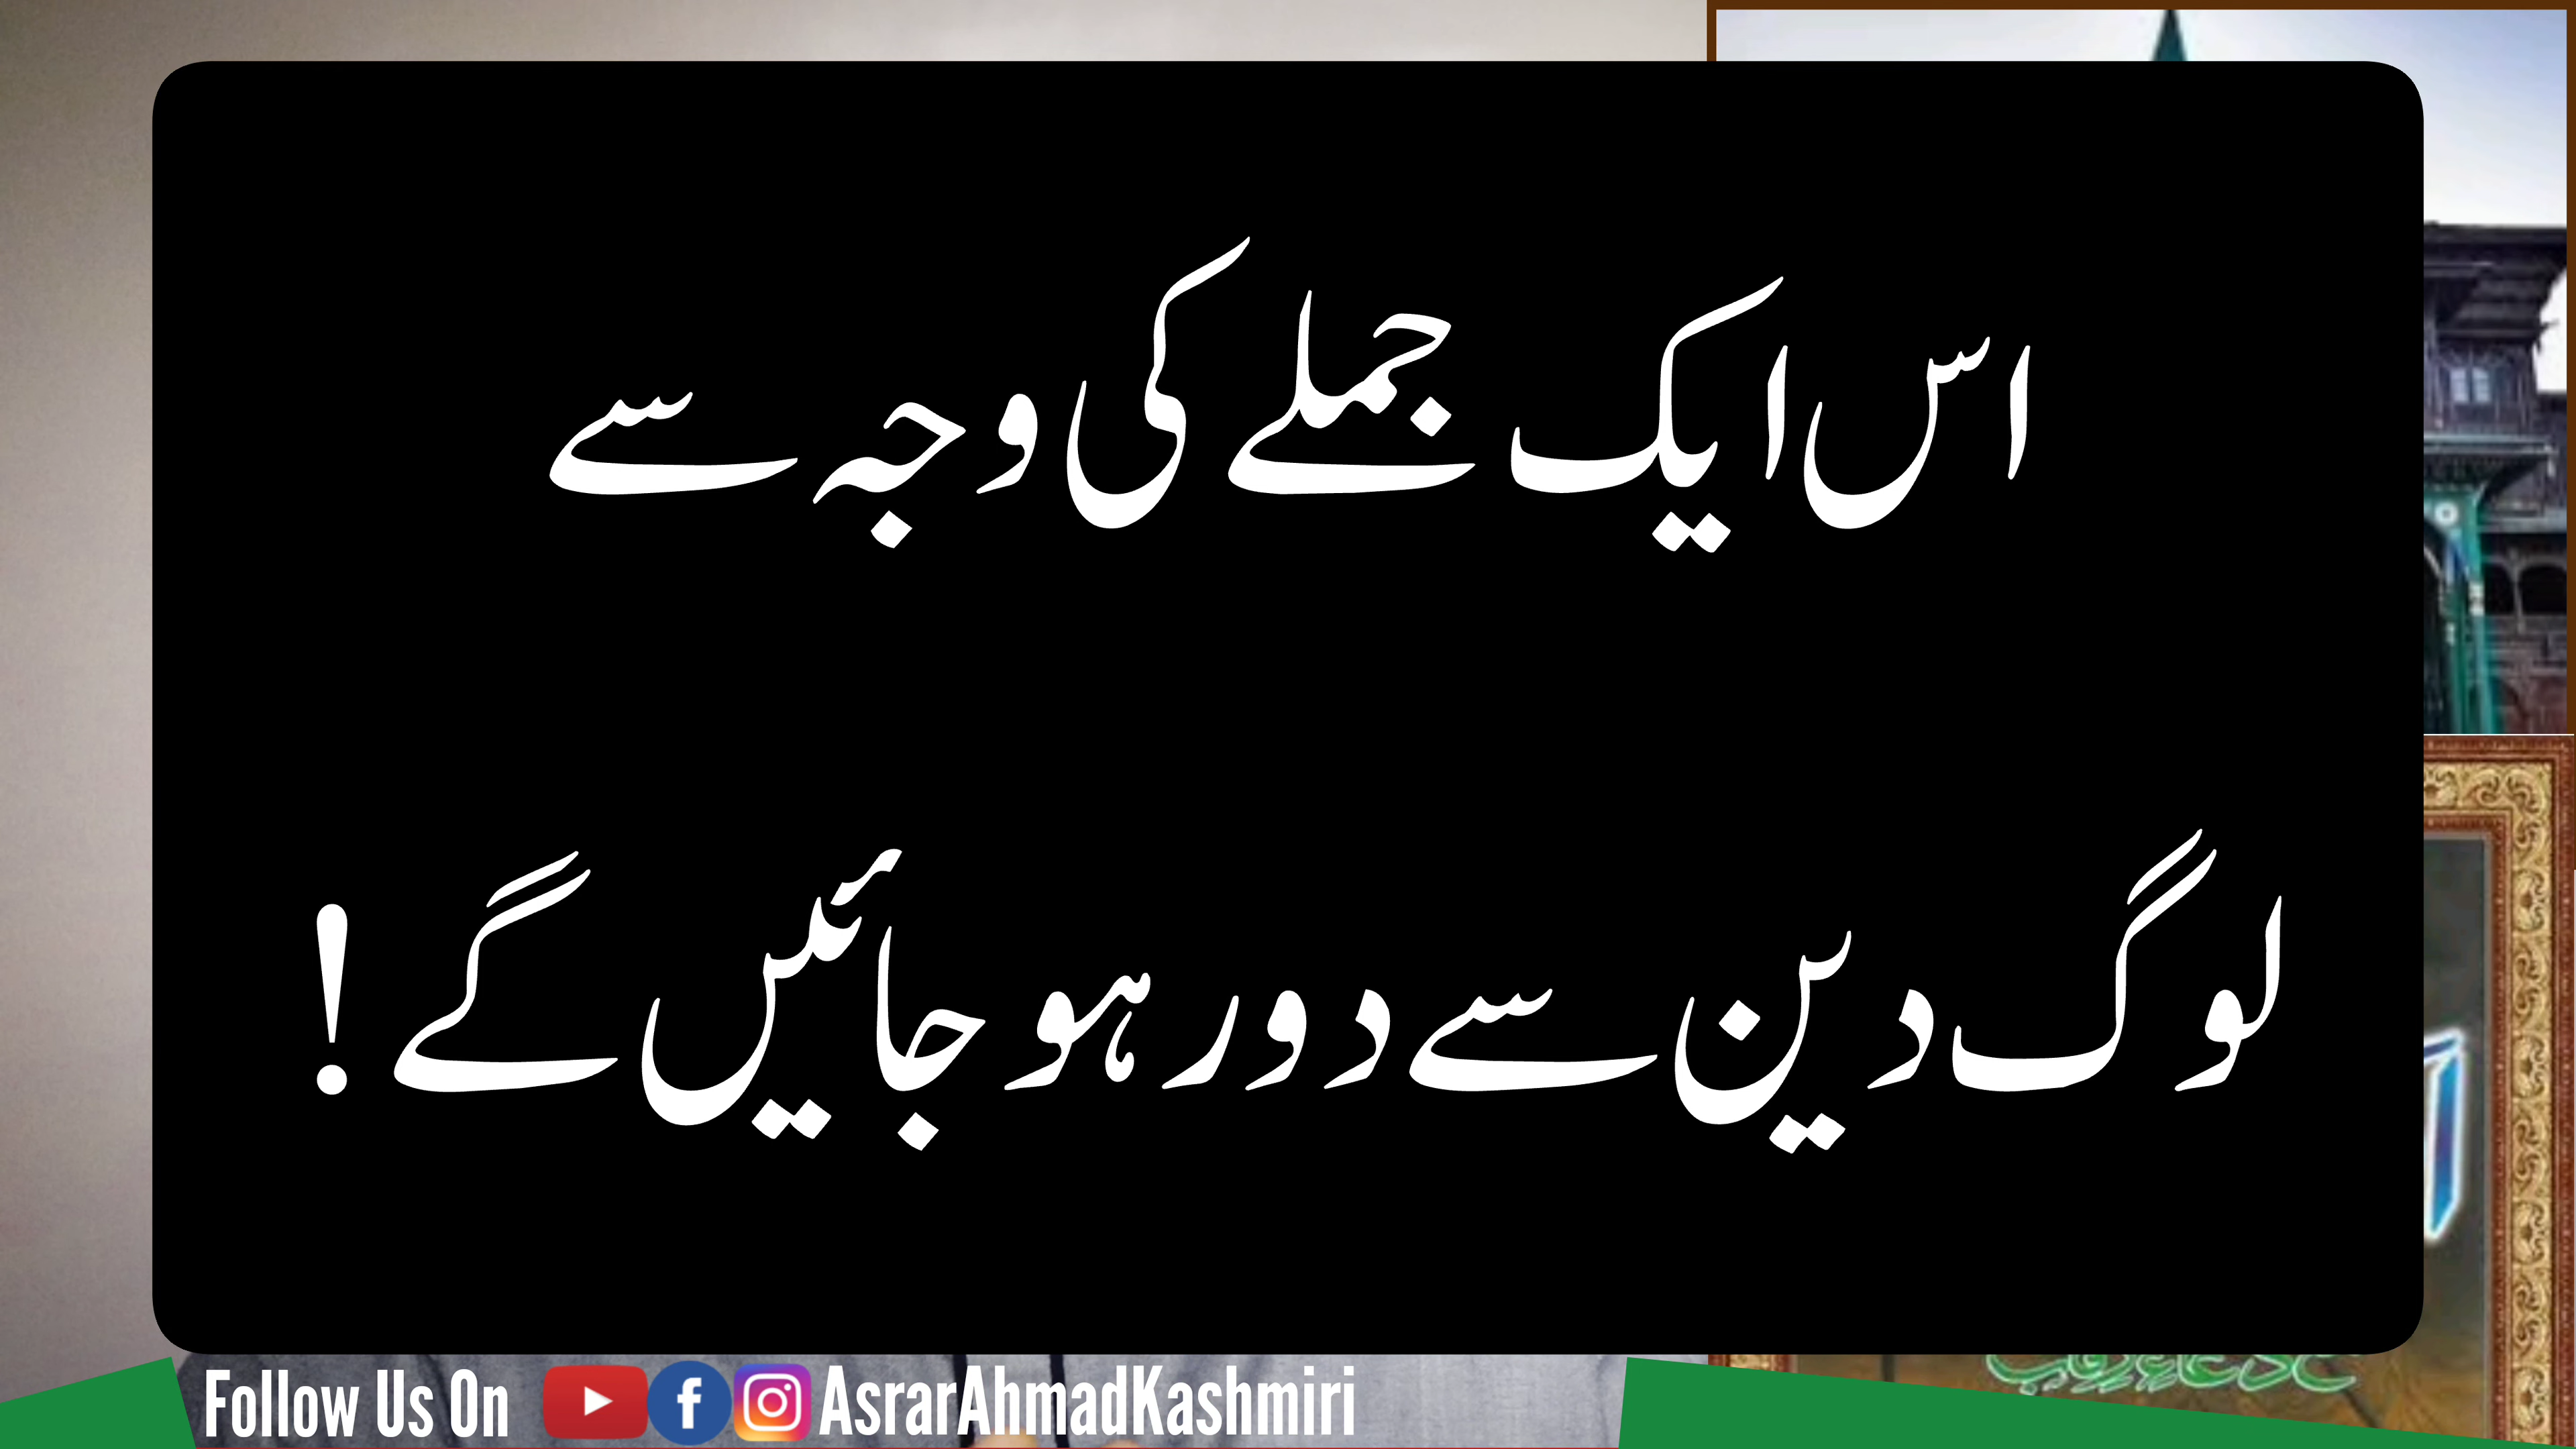 اس ایک جملے کی وجہ سے
لوگ دین سے دور ہو جائیں گے!
Follow Us On AsrarAhmadKashmiri